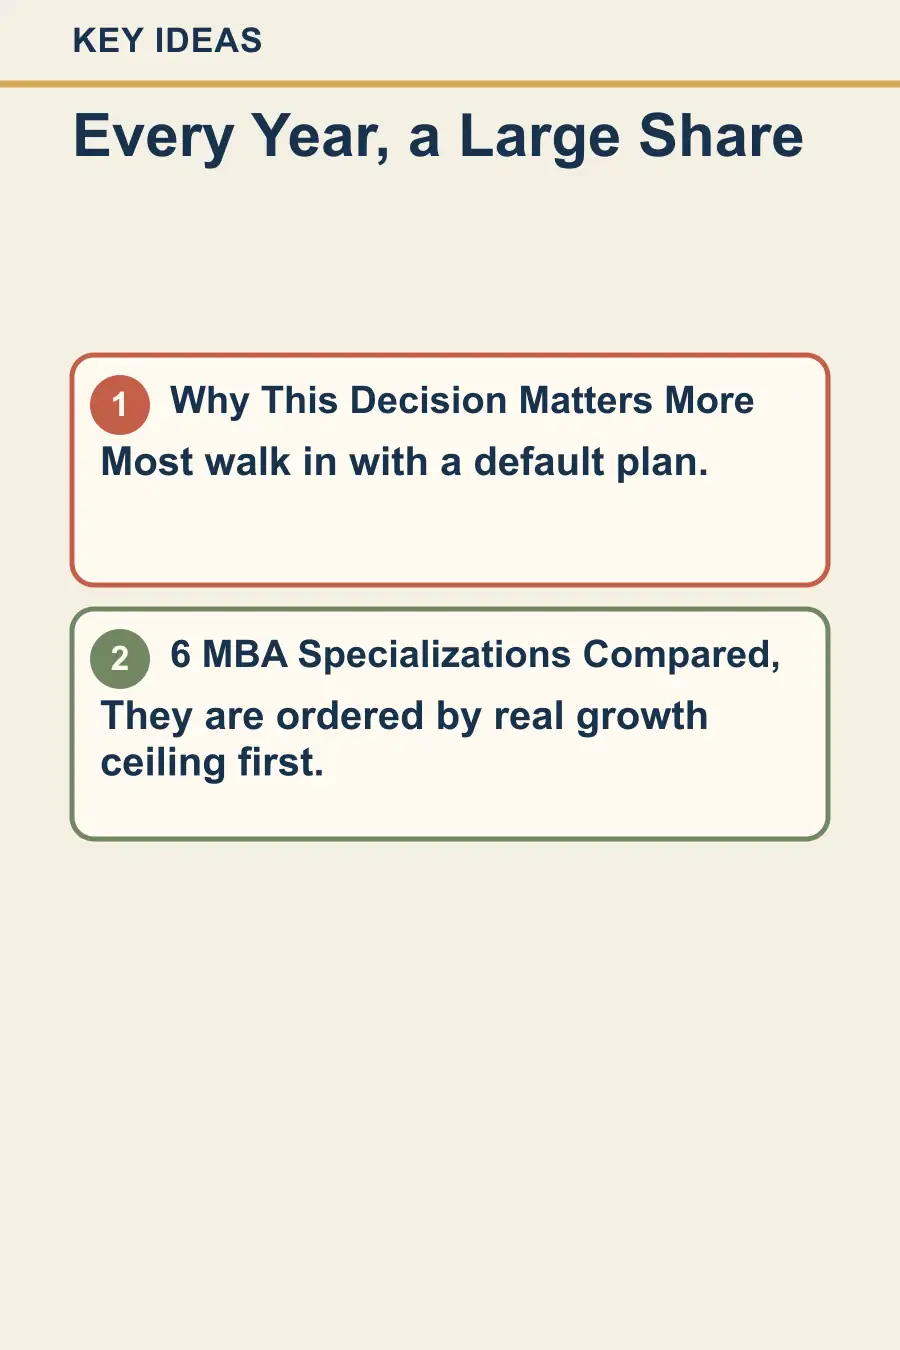 KEY IDEAS
Every Year, a Large Share
1 Why This Decision Matters More
Most walk in with a default plan.
2 6 MBA Specializations Compared,
They are ordered by real growth
ceiling first.